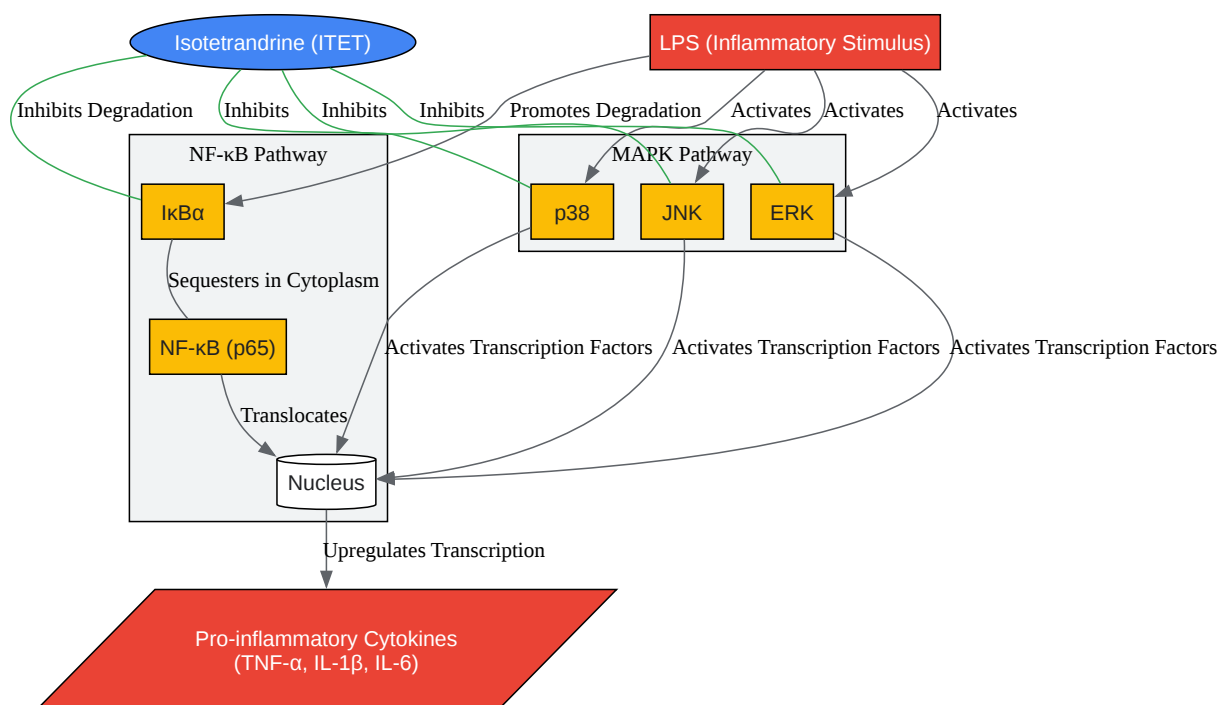 Isotetrandrine (ITET)
LPS (Inflammatory Stimulus)
Inhibits Degradation
Inhibits
Inhibits
Inhibits
Promotes Degradation
Activates
Activates
Activates
NF-κB Pathway
MAPK Pathway
IκBα
p38
JNK
ERK
Sequesters in Cytoplasm
NF-κB (p65)
Activates Transcription Factors
Activates Transcription Factors
Activates Transcription Factors
Translocates
Nucleus
Upregulates Transcription
Pro-inflammatory Cytokines
(TNF-α, IL-1β, IL-6)